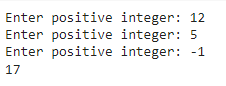 Enter positive integer: 12
Enter positive integer: 5
Enter positive integer: -1
17